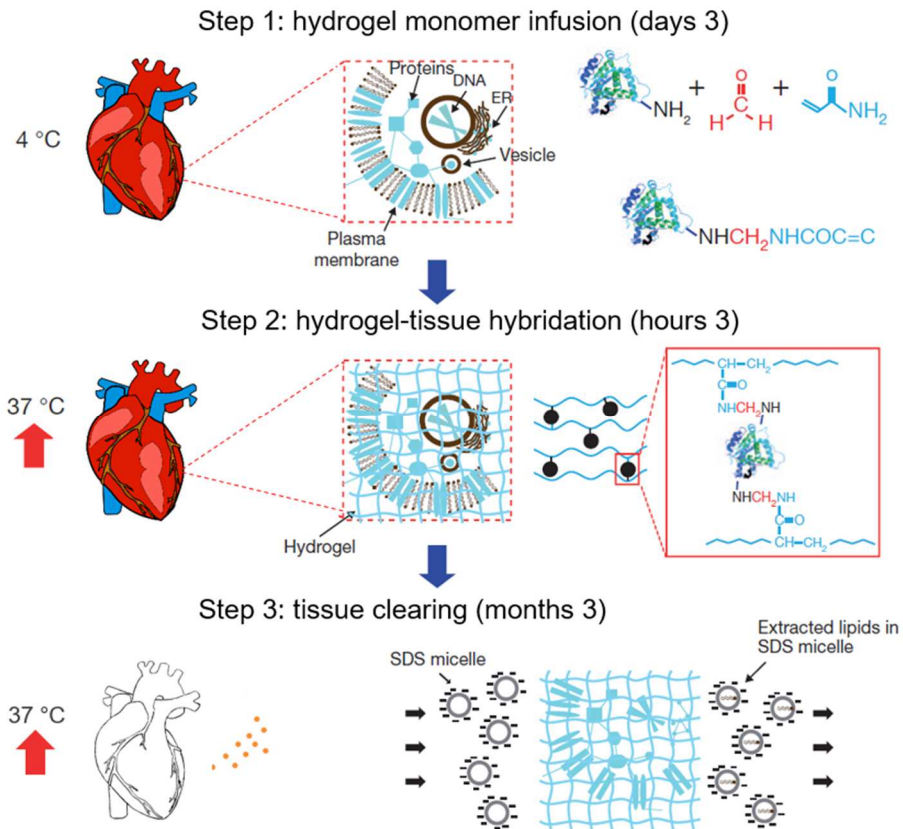 Step 1: hydrogel monomer infusion (days 3)
4 °C
Proteins
DNA
ER
Vesicle
Plasma
membrane
NH2 + O C H H + O NH2
NHCH2NHCOC=C
Step 2: hydrogel-tissue hybridation (hours 3)
37 °C
Hydrogel
CH–CH2
C=O
NHCH2NH
NHCH2NH
C=O
CH–CH2
Step 3: tissue clearing (months 3)
37 °C
SDS micelle
Extracted lipids in
SDS micelle